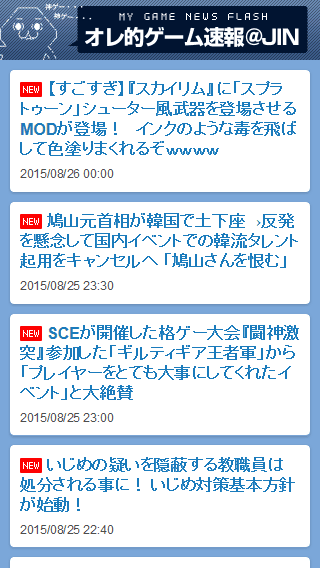 神ゲー･･･
神ゲー･･･
MY GAME NEWS FLASH
オレ的ゲーム速報@JIN
NEW 【すごすぎ】『スカイリム』に「スプラ
トゥーン」シューター風武器を登場させる
MODが登場！ インクのような毒を飛ば
して色塗りまくれるぞwwww
2015/08/26 00:00
NEW 鳩山元首相が韓国で土下座 →反発
を懸念して国内イベントでの韓流タレント
起用をキャンセルへ 「鳩山さんを恨む」
2015/08/25 23:30
NEW SCEが開催した格ゲー大会『闘神激
突』参加した「ギルティギア王者軍」から
「プレイヤーをとても大事にしてくれたイ
ベント」と大絶賛
2015/08/25 23:00
NEW いじめの疑いを隠蔽する教職員は
処分される事に！ いじめ対策基本方針
が始動！
2015/08/25 22:40